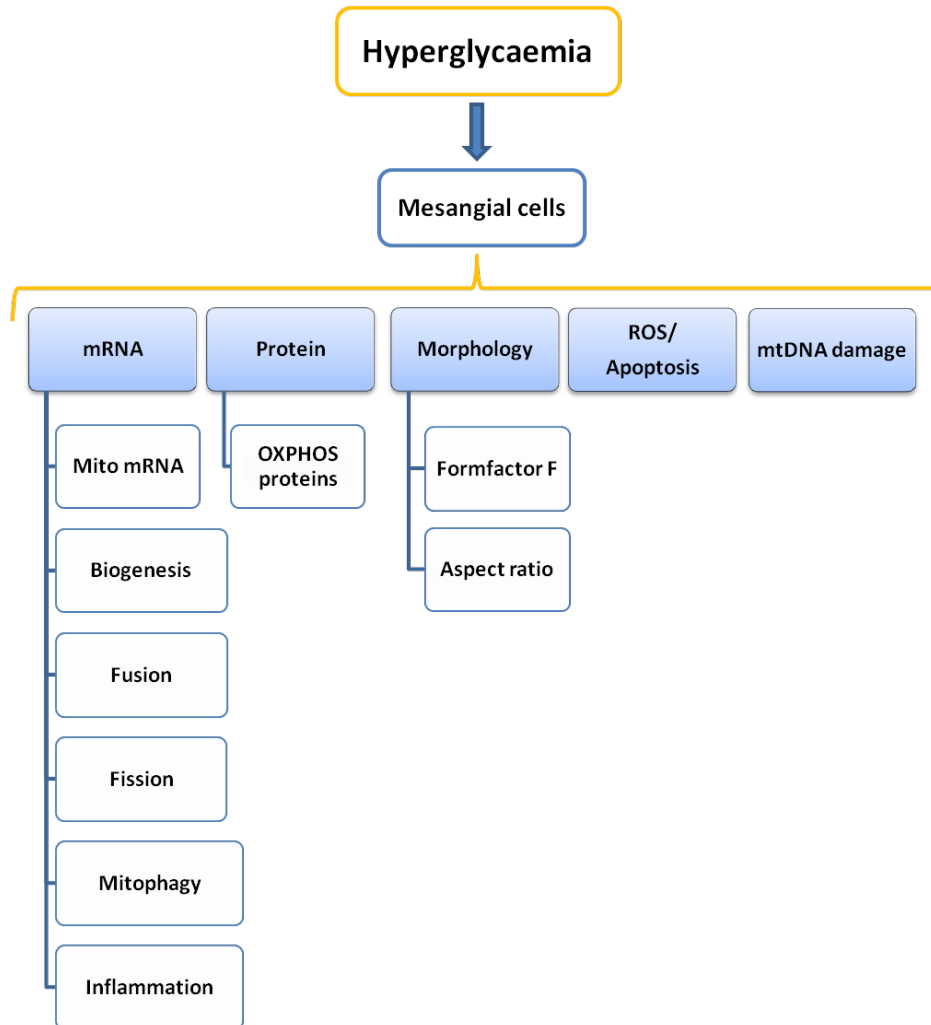 Hyperglycaemia
Mesangial cells
mRNA
Protein
Morphology
ROS/
Apoptosis
mtDNA damage
Mito mRNA
Biogenesis
Fusion
Fission
Mitophagy
Inflammation
OXPHOS
proteins
Formfactor F
Aspect ratio